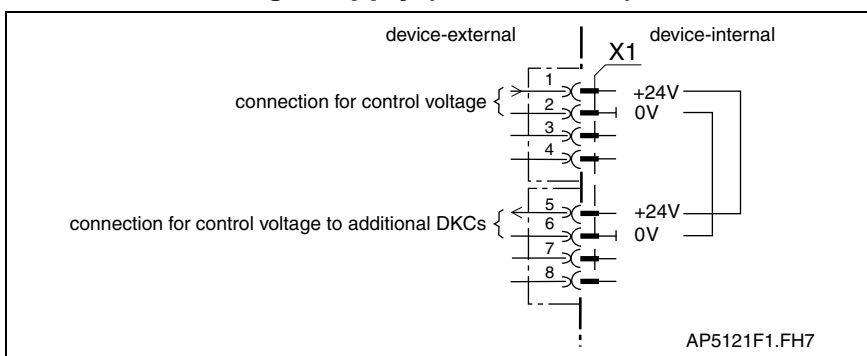 device-external device-internal
X1
1
connection for control voltage
+24V
2
0V
3
4
5
+24V
connection for control voltage to additional DKCs
6
0V
7
8
AP5121F1.FH7